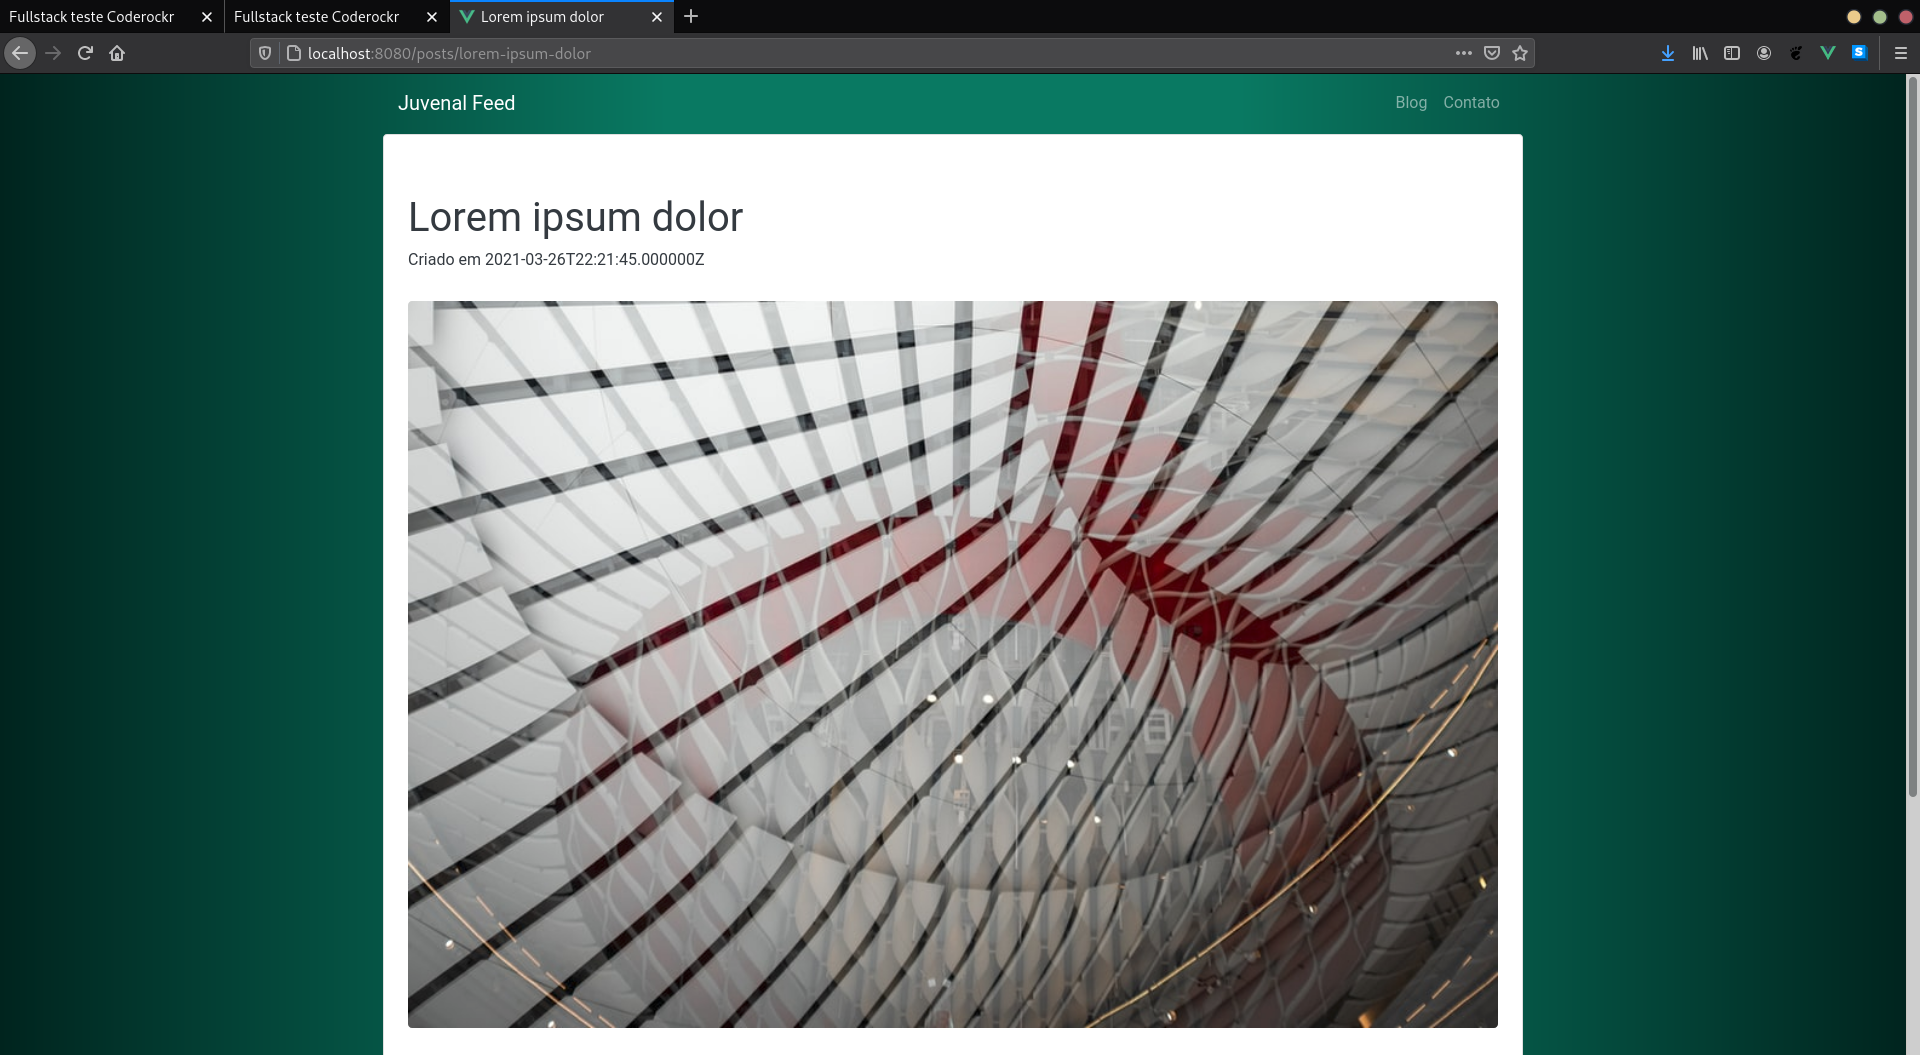 Fullstack teste Coderockr
Fullstack teste Coderockr
Lorem ipsum dolor
localhost:8080/posts/lorem-ipsum-dolor
S
Juvenal Feed
Blog
Contato
Lorem ipsum dolor
Criado em 2021-03-26T22:21:45.000000Z